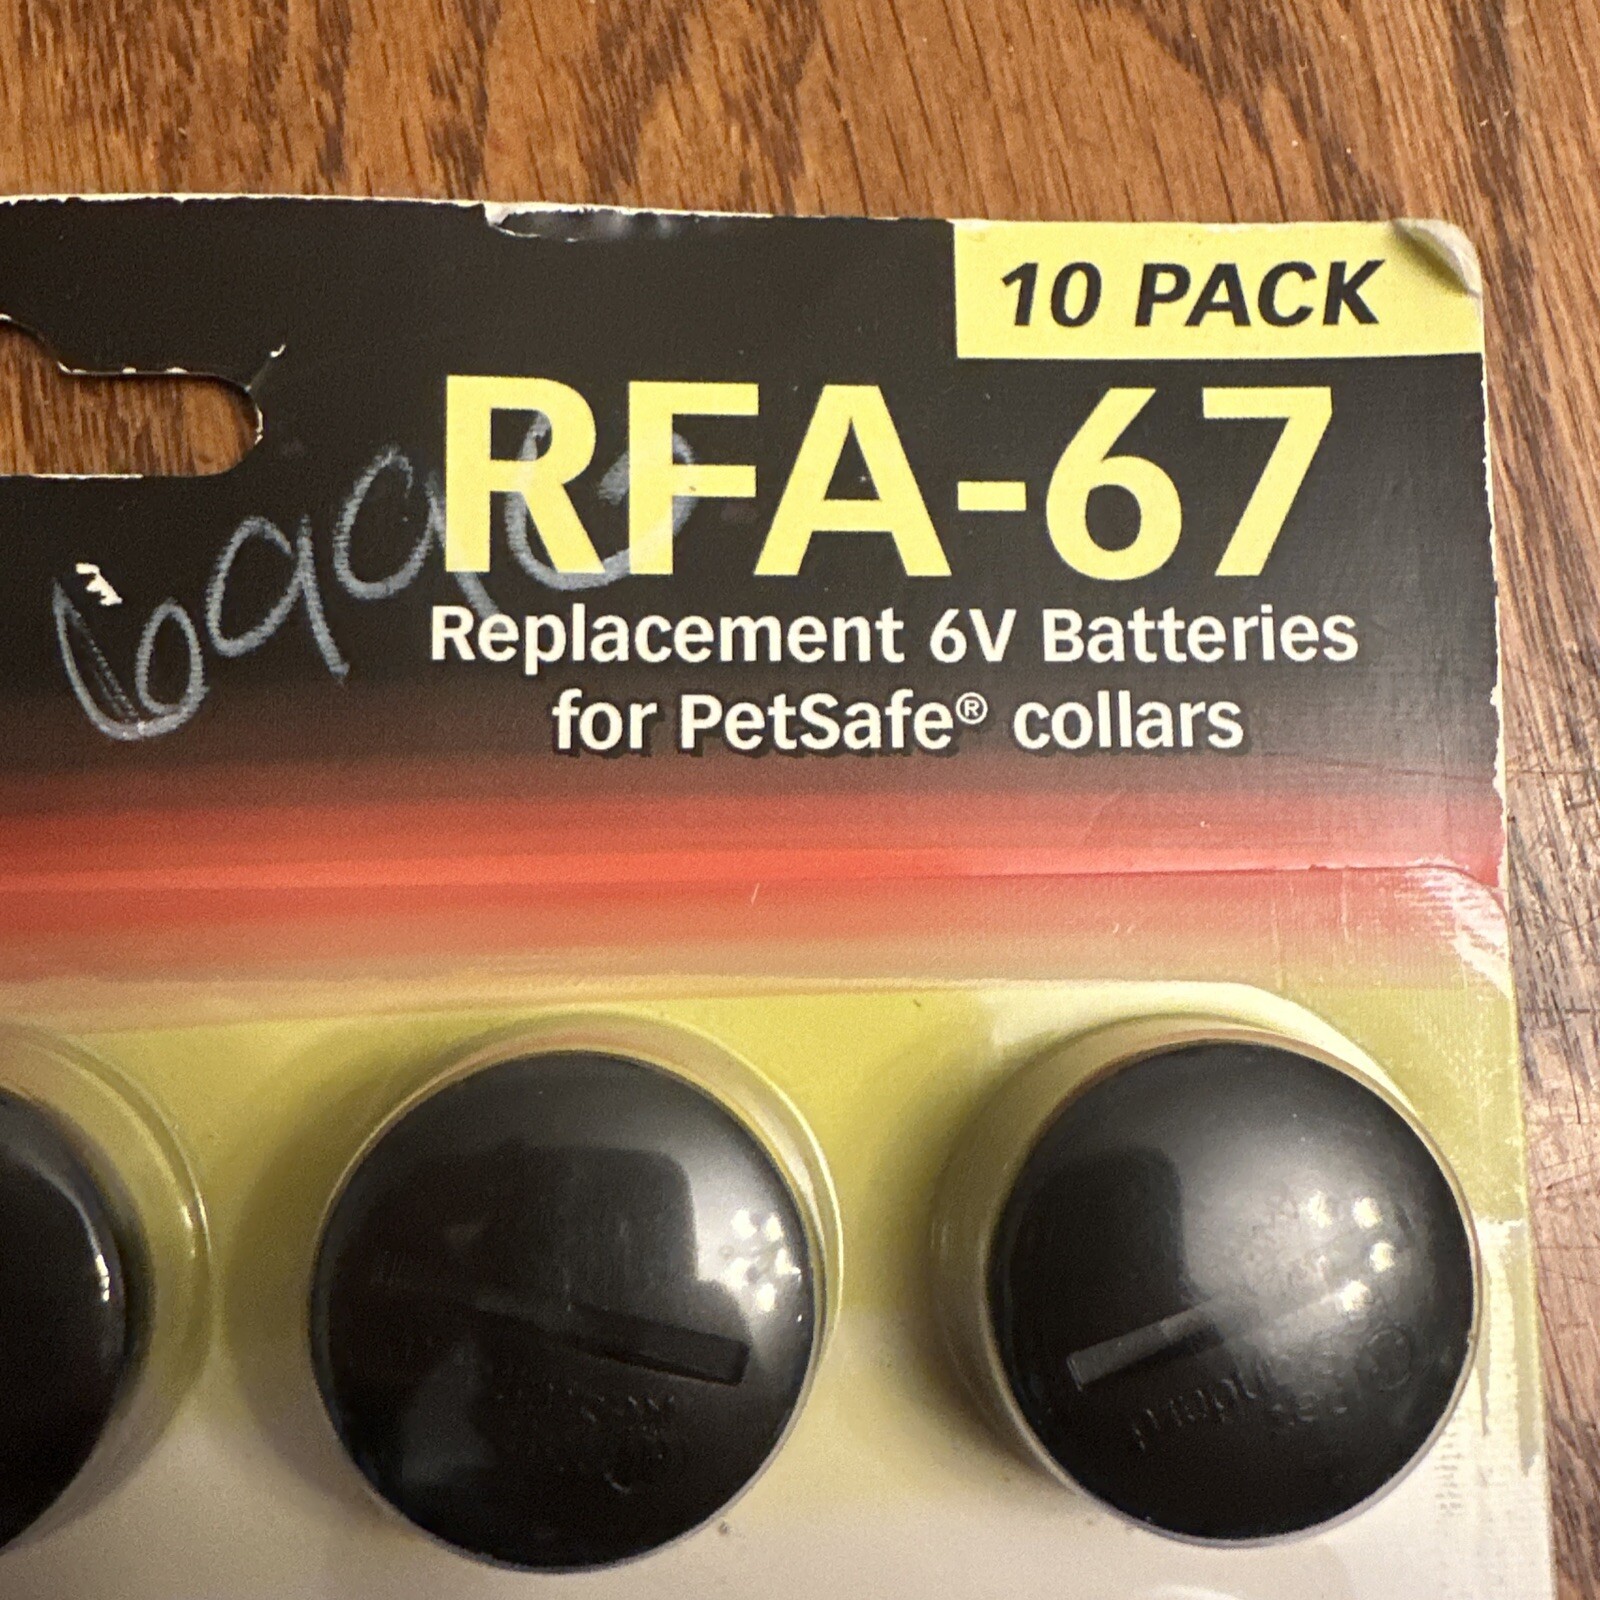 10 PACK
RFA-67
Replacement 6V Batteries
for PetSafe® collars